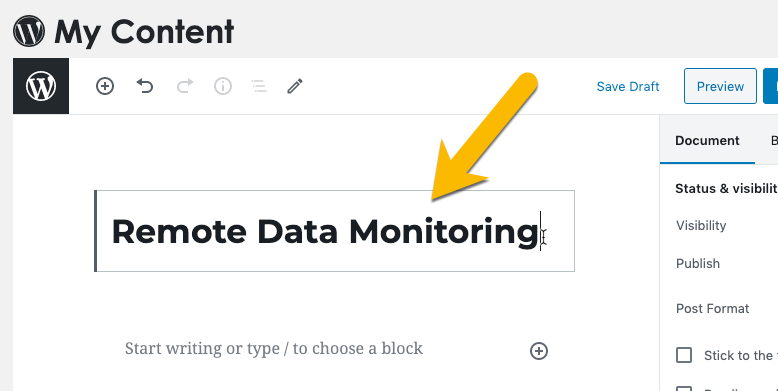 My Content
Save Draft
Preview
Document
Remote Data Monitoring
Status & visibilit
Visibility
Publish
Post Format
Start writing or type / to choose a block
Stick to the